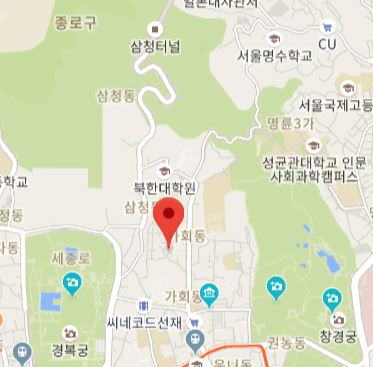 종로구
삼청터널
서울명수학교
CU
삼청동
서울국제고등
명륜3가
성균관대학교 인문
사회과학캠퍼스
북한대학원
등학교
삼청동
가회동
세종로
가회동
씨네코드선재
경복궁
권농동
창경궁